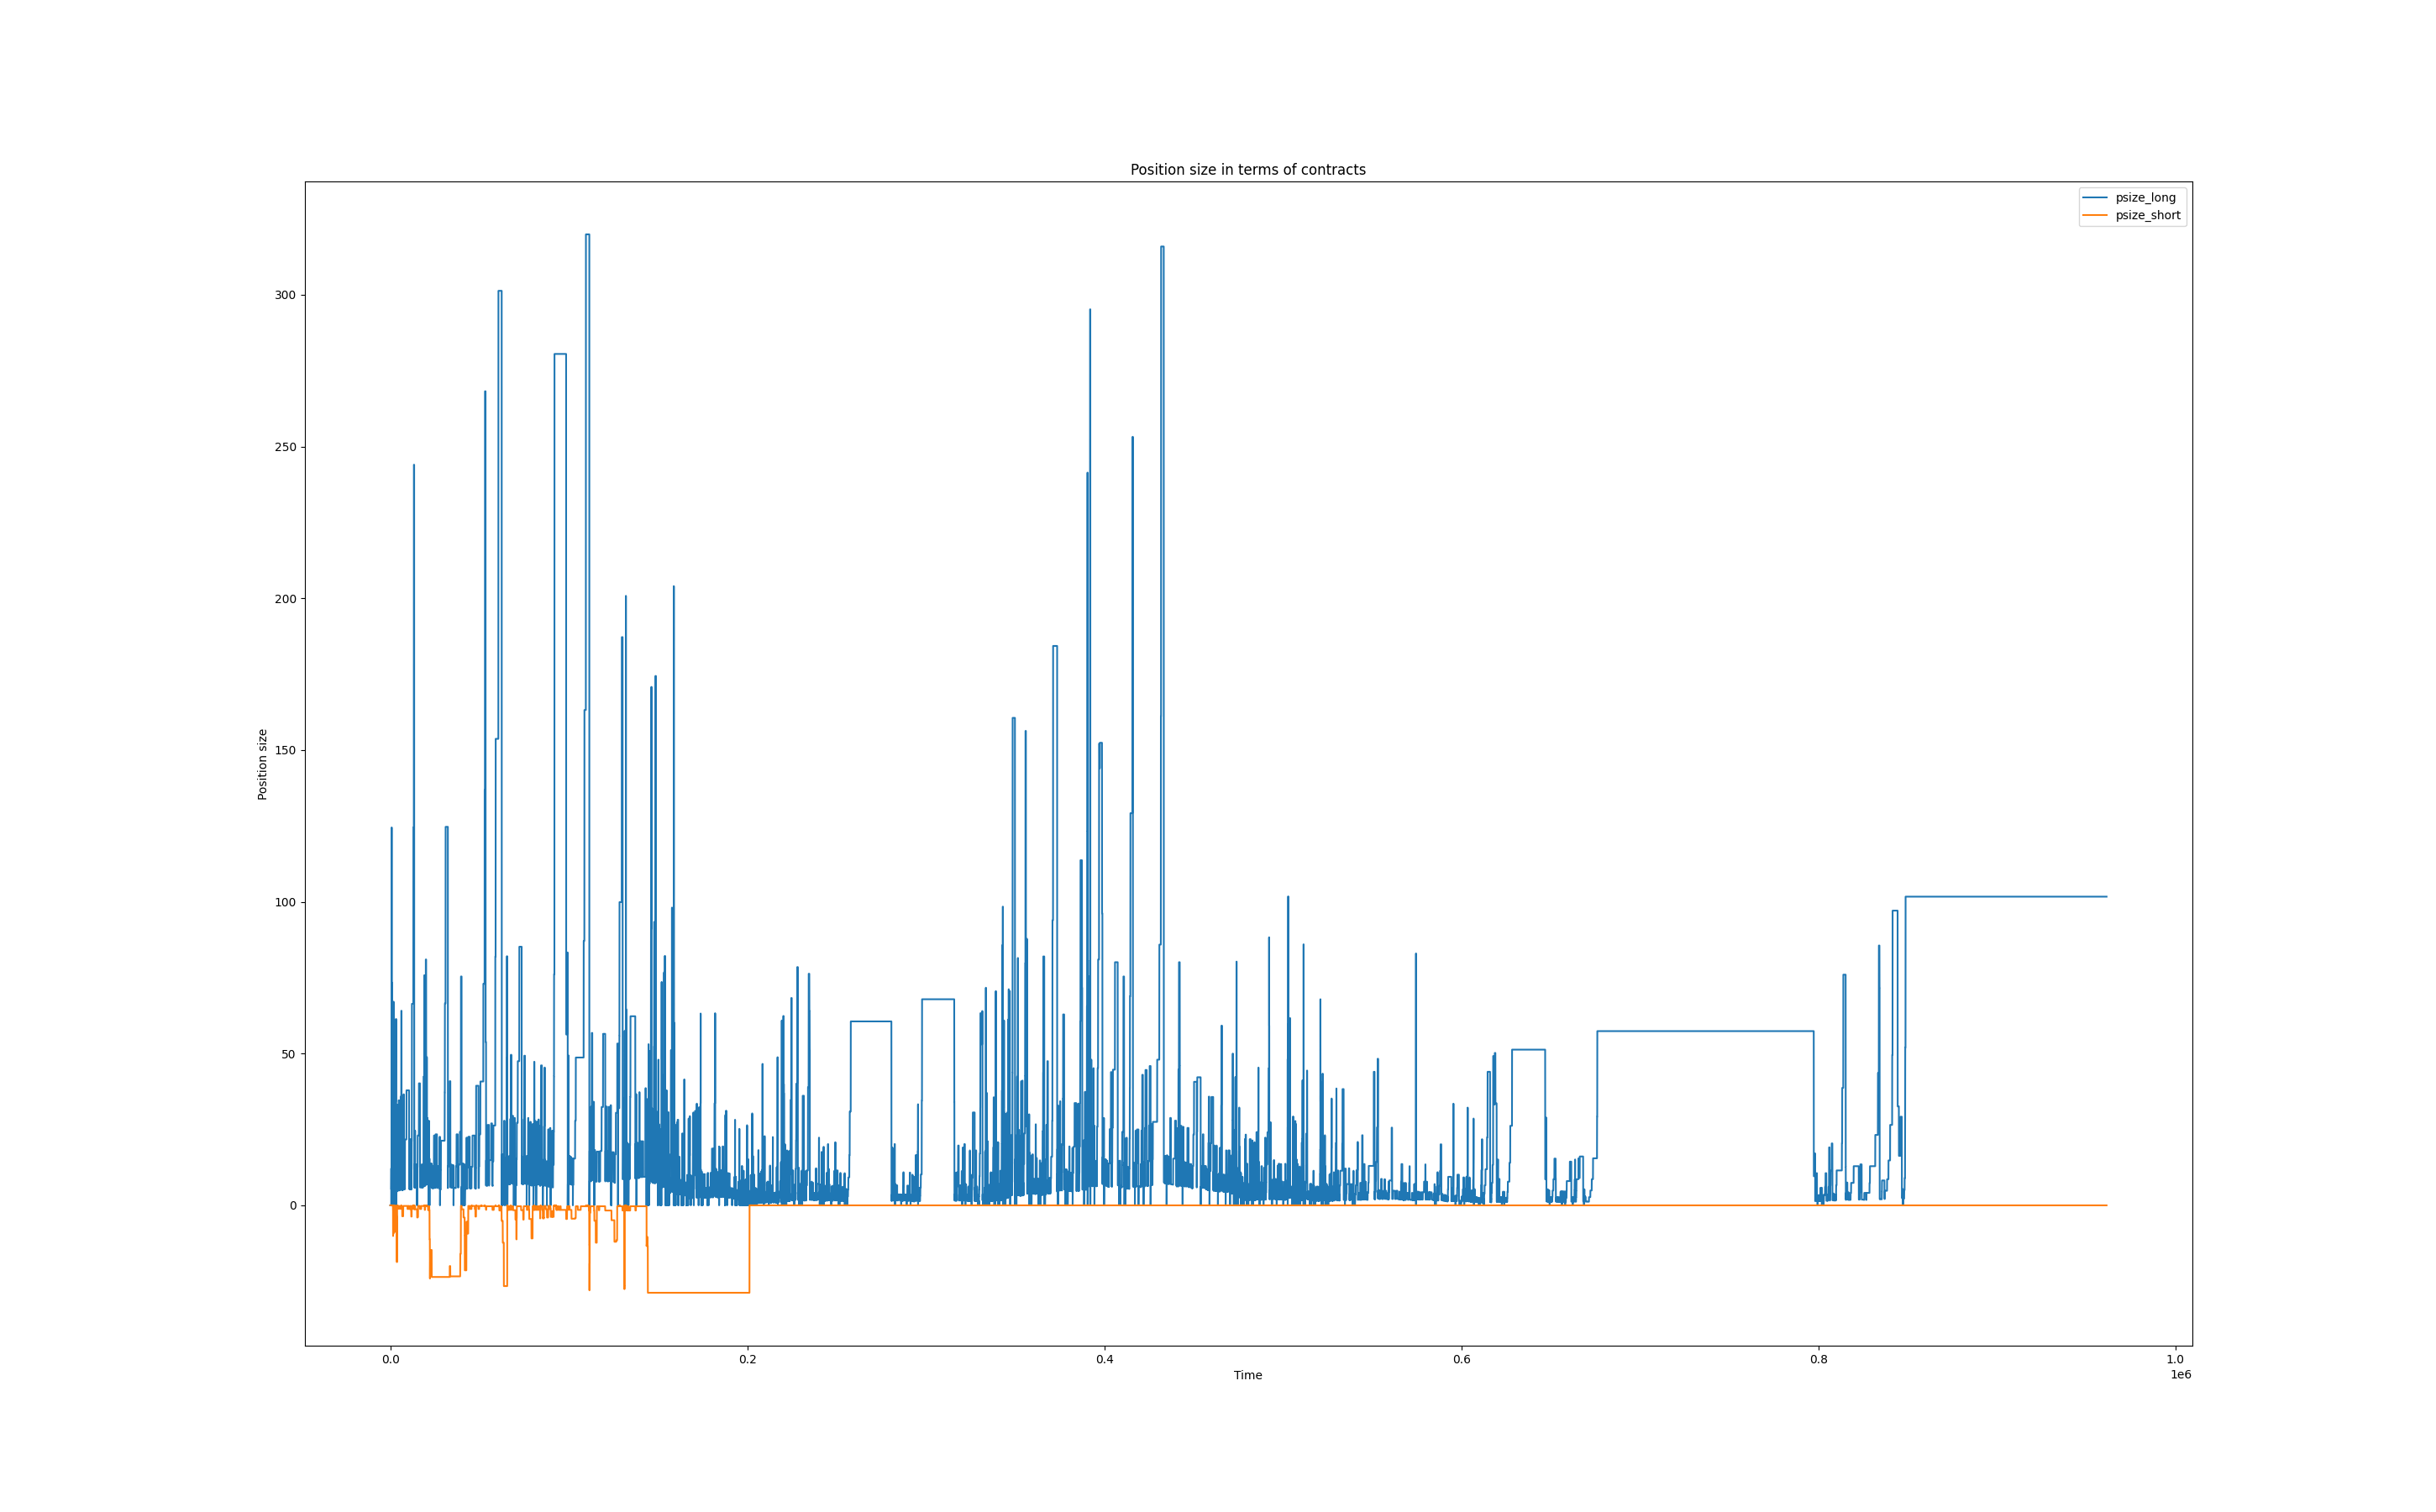 Position size in terms of contracts
psize_long
psize_short
300
250
200
150
100
50
0
Position size
0.0 0.2 0.4 0.6 0.8 1.0
Time
1e6